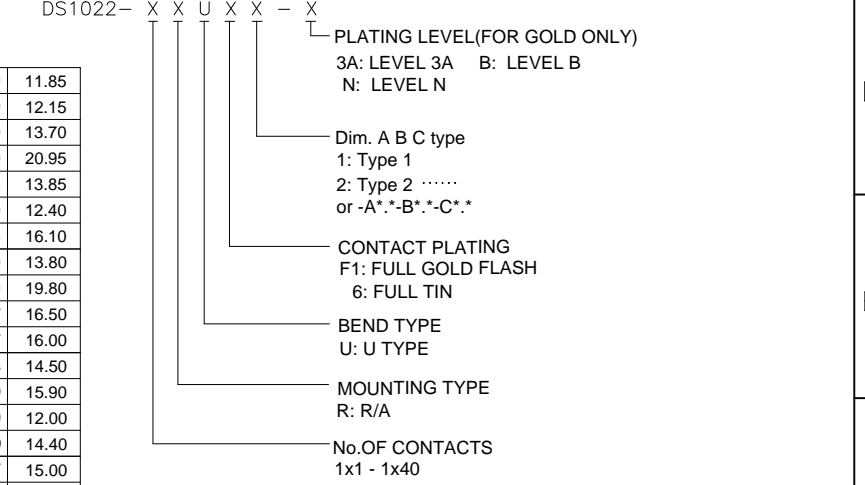 DS1022- X X U X X - X
PLATING LEVEL(FOR GOLD ONLY)
3A: LEVEL 3A B: LEVEL B
N: LEVEL N
Dim. A B C type
1: Type 1
2: Type 2 ······
or -A*.*-B*.*-C*.*
CONTACT PLATING
F1: FULL GOLD FLASH
6: FULL TIN
BEND TYPE
U: U TYPE
MOUNTING TYPE
R: R/A
No.OF CONTACTS
1x1 - 1x40
11.85
12.15
13.70
20.95
13.85
12.40
16.10
13.80
19.80
16.50
16.00
14.50
15.90
12.00
14.40
15.00